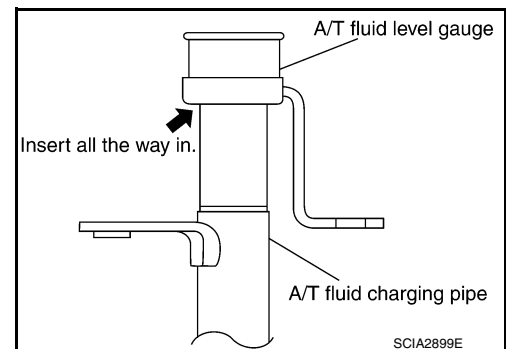 A/T fluid level gauge
Insert all the way in.
A/T fluid charging pipe
SCIA2899E